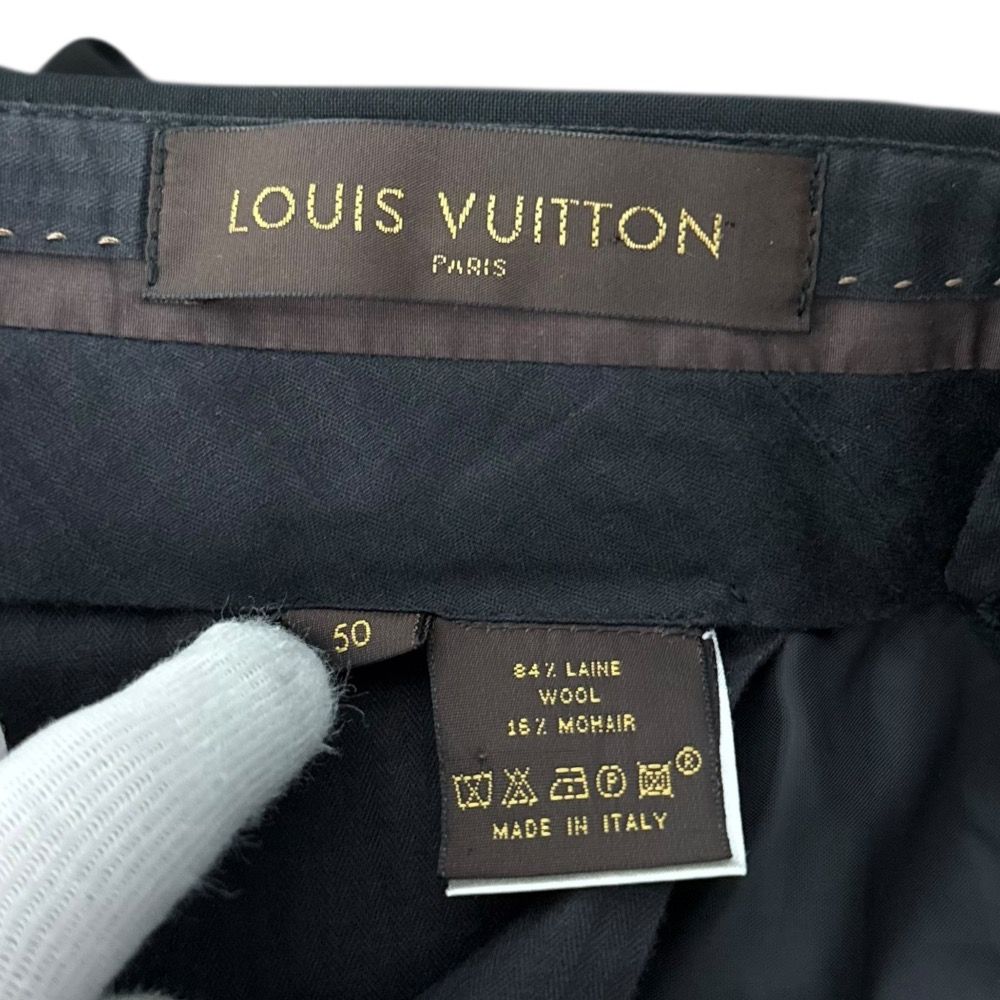 LOUIS VUITTON
PARIS
50
84% LAINE
WOOL
16% MOHAIR
P ®
MADE IN ITALY